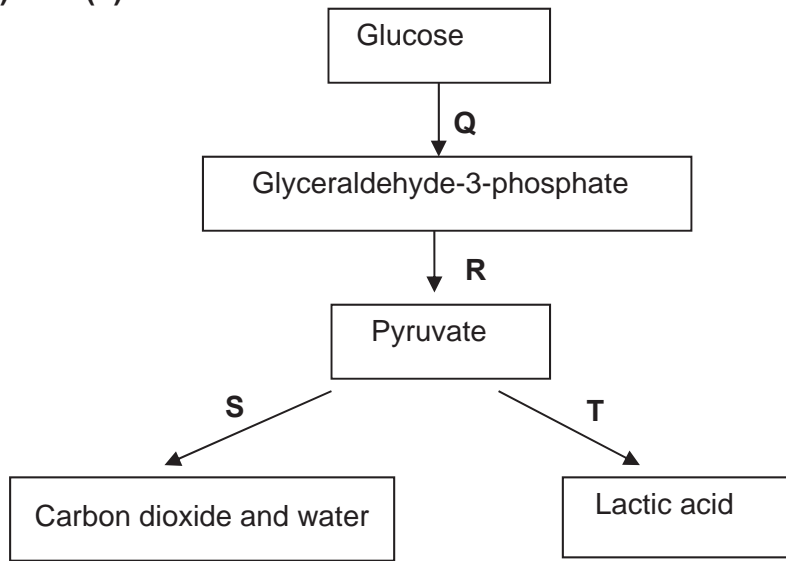 Glucose
Q
Glyceraldehyde-3-phosphate
R
Pyruvate
S
T
Carbon dioxide and water
Lactic acid